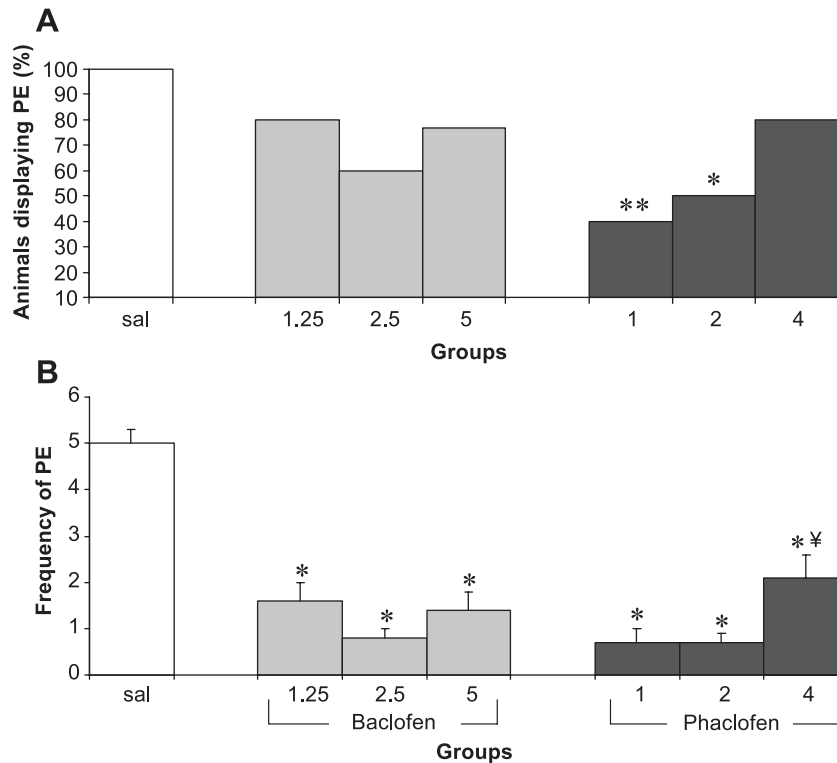 A
Animals displaying PE (%)
100
90
80
70
60
50
40
30
20
10
** *
sal 1.25 2.5 5 1 2 4
Groups
B
Frequency of PE
6
5
4
3
2
1
0
* * * * * *¥
sal 1.25 2.5 5 1 2 4
Baclofen Phaclofen
Groups